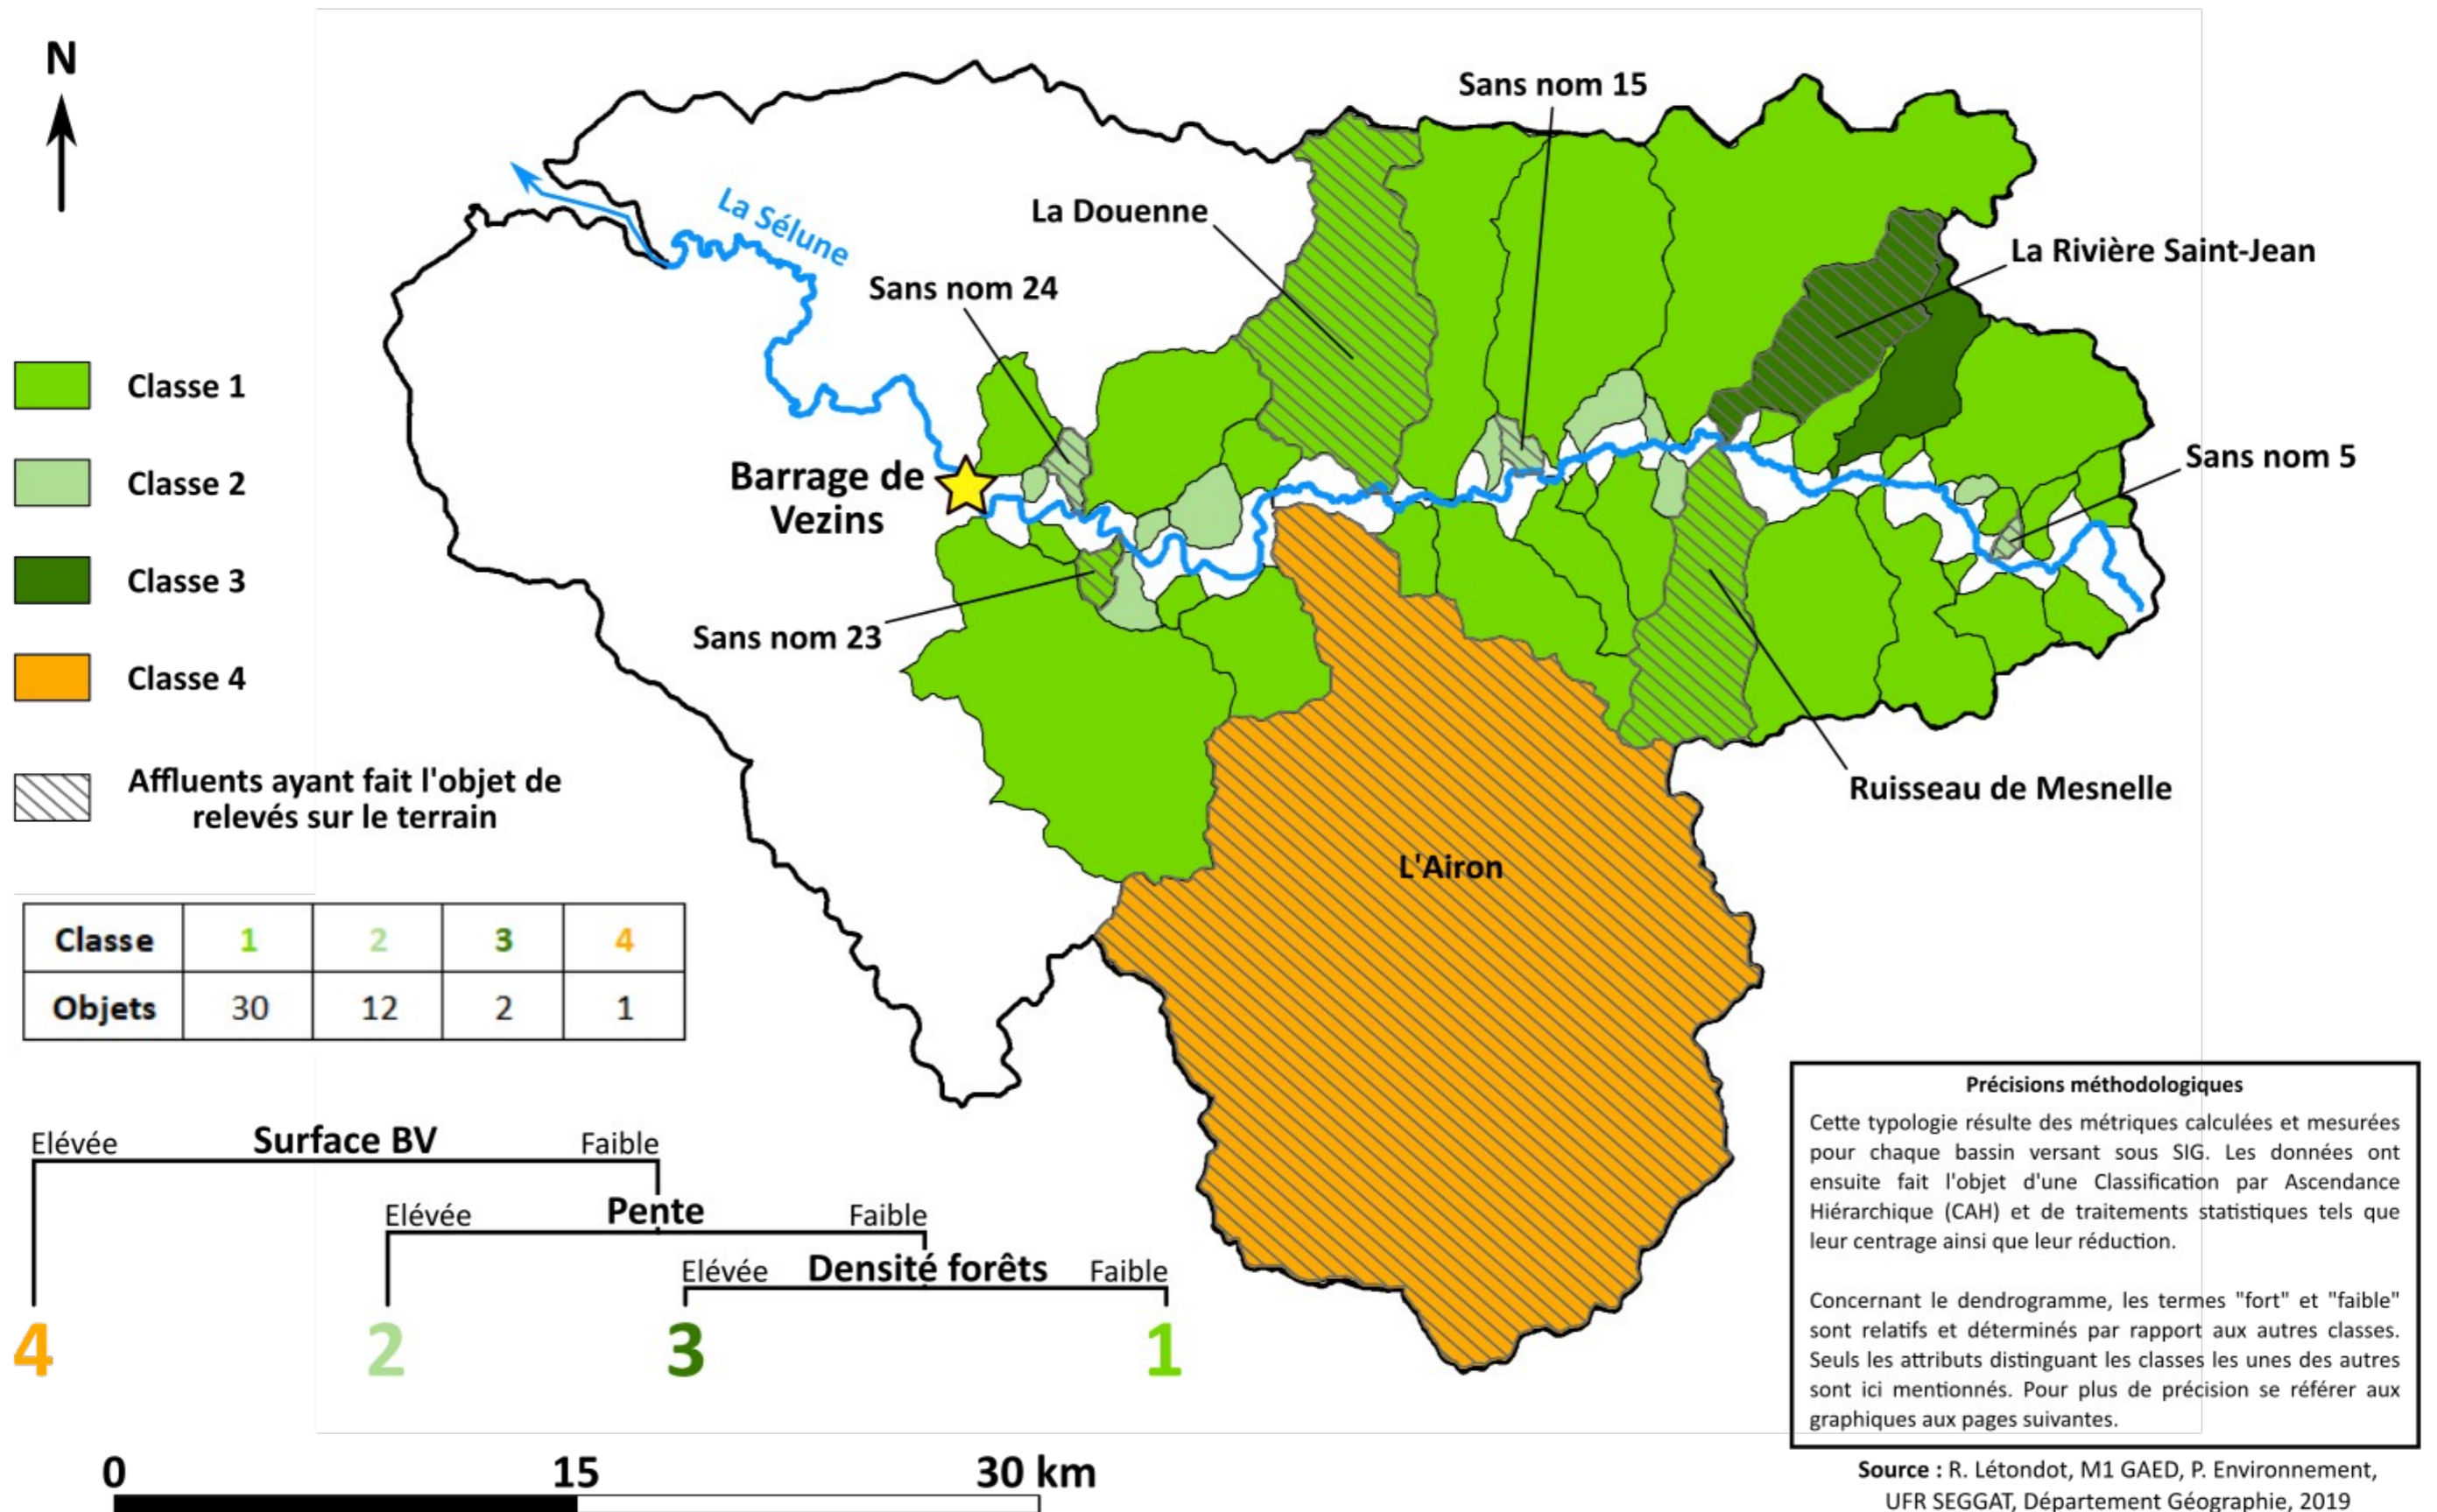 N
Sans nom 15
La Sélune
La Douenne
La Rivière Saint-Jean
Sans nom 24
Classe 1
Sans nom 5
Classe 2
Barrage de
Vezins
Classe 3
Sans nom 23
Classe 4
Affluents ayant fait l'objet de
relevés sur le terrain
Ruisseau de Mesnelle
L'Airon
Classe 1 2 3 4
Objets 30 12 2 1
Elévée Surface BV Faible
Elévée Pente Faible
Elévée Densité forêts Faible
4 2 3 1
Précisions méthodologiques
Cette typologie résulte des métriques calculées et mesurées
pour chaque bassin versant sous SIG. Les données ont
ensuite fait l'objet d'une Classification par Ascendance
Hiérarchique (CAH) et de traitements statistiques tels que
leur centrage ainsi que leur réduction.
Concernant le dendrogramme, les termes "fort" et "faible"
sont relatifs et déterminés par rapport aux autres classes.
Seuls les attributs distinguant les classes les unes des autres
sont ici mentionnés. Pour plus de précision se référer aux
graphiques aux pages suivantes.
0 15 30 km
Source : R. Létondot, M1 GAED, P. Environnement,
UFR SEGGAT, Département Géographie, 2019